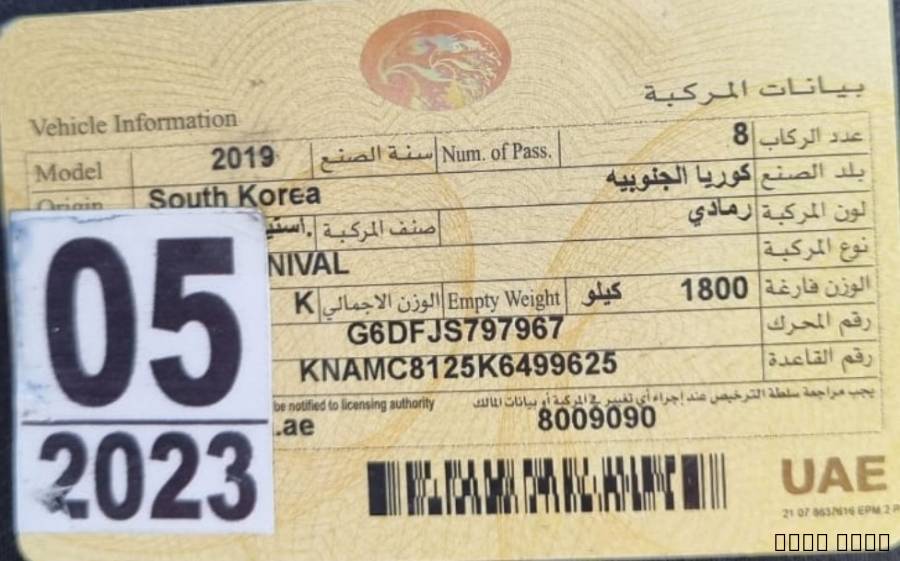 بيانات المركبة
Vehicle Information
Model 2019 سنة الصنع Num. of Pass. 8 عدد الركاب
Origin South Korea كوريا الجنوبيه بلد الصنع
صنف المركبة رمادي لون المركبة
NIVAL نوع المركبة
K الوزن الاجمالي Empty Weight كيلو 1800 الوزن فارغة
G6DFJS797967 رقم المحرك
KNAMC8125K6499625 رقم القاعدة
be notified to licensing authority يجب مراجعة سلطة الترخيص عند إجراء أي تغيير في المركبة أو بيانات المالك
.ae 8009090
05
2023
UAE